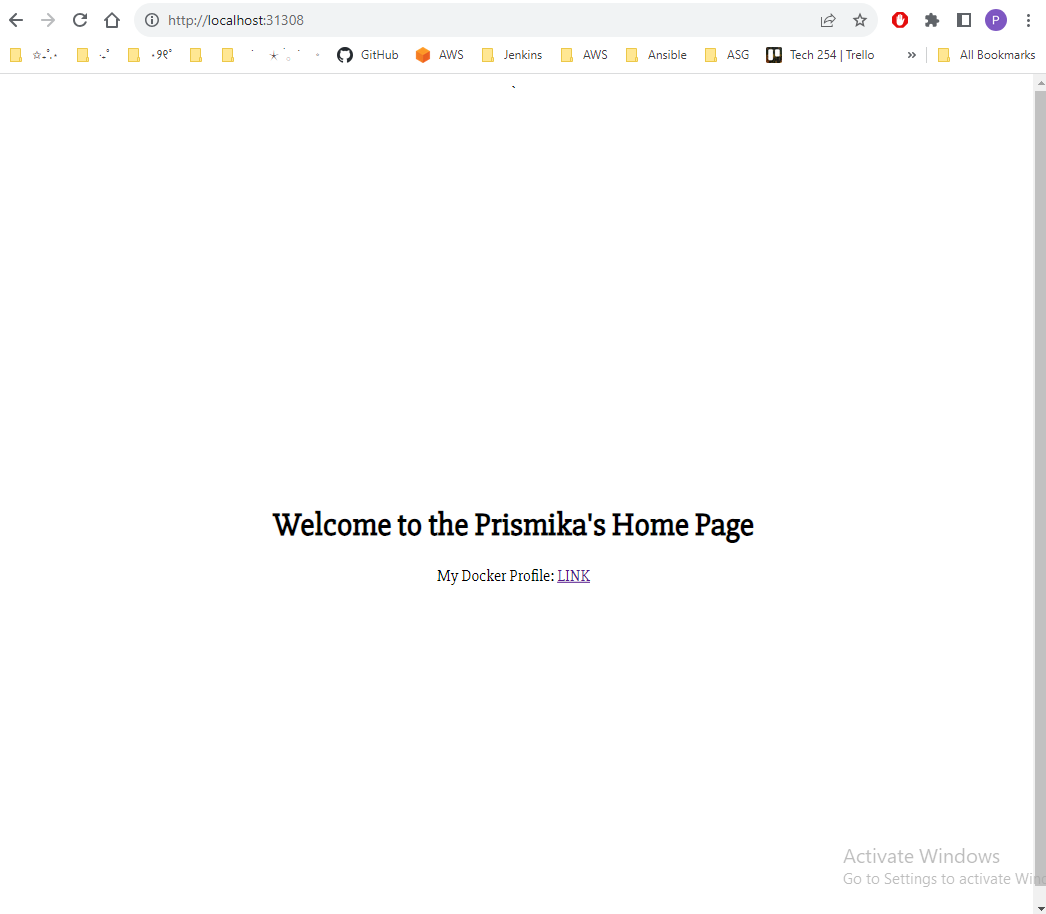 http://localhost:31308
P
GitHub AWS Jenkins AWS Ansible ASG Tech 254 | Trello » All Bookmarks
`
Welcome to the Prismika's Home Page
My Docker Profile: LINK
Activate Windows
Go to Settings to activate Win